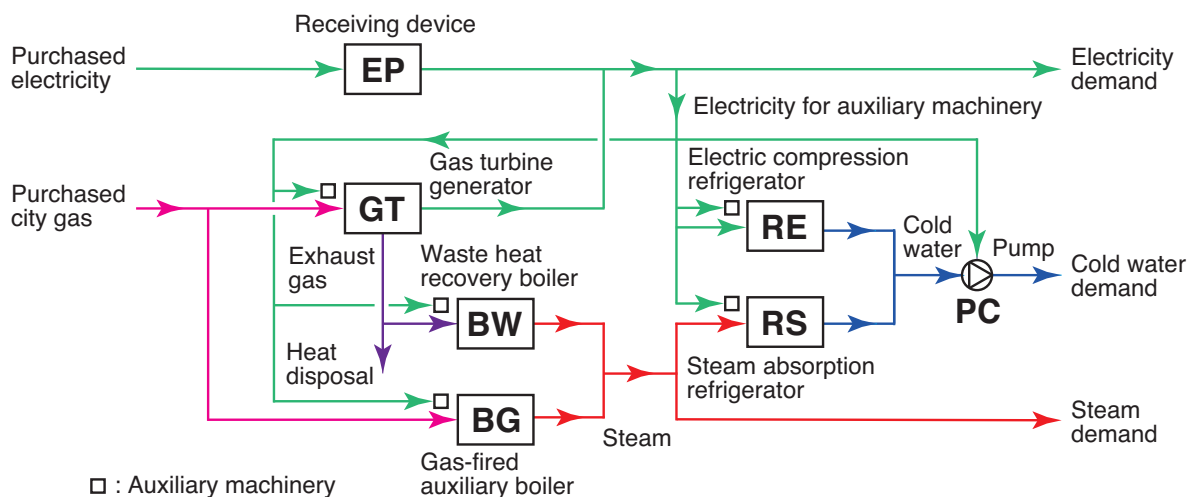 Receiving device
Purchased
electricity
EP
Electricity
demand
Electricity for auxiliary machinery
Gas turbine
generator
Electric compression
refrigerator
Purchased
city gas
GT
RE
Cold
water
Pump
Exhaust
gas
Waste heat
recovery boiler
Cold water
demand
PC
BW
RS
Heat
disposal
Steam absorption
refrigerator
BG
Steam
Steam
demand
Gas-fired
auxiliary boiler
: Auxiliary machinery